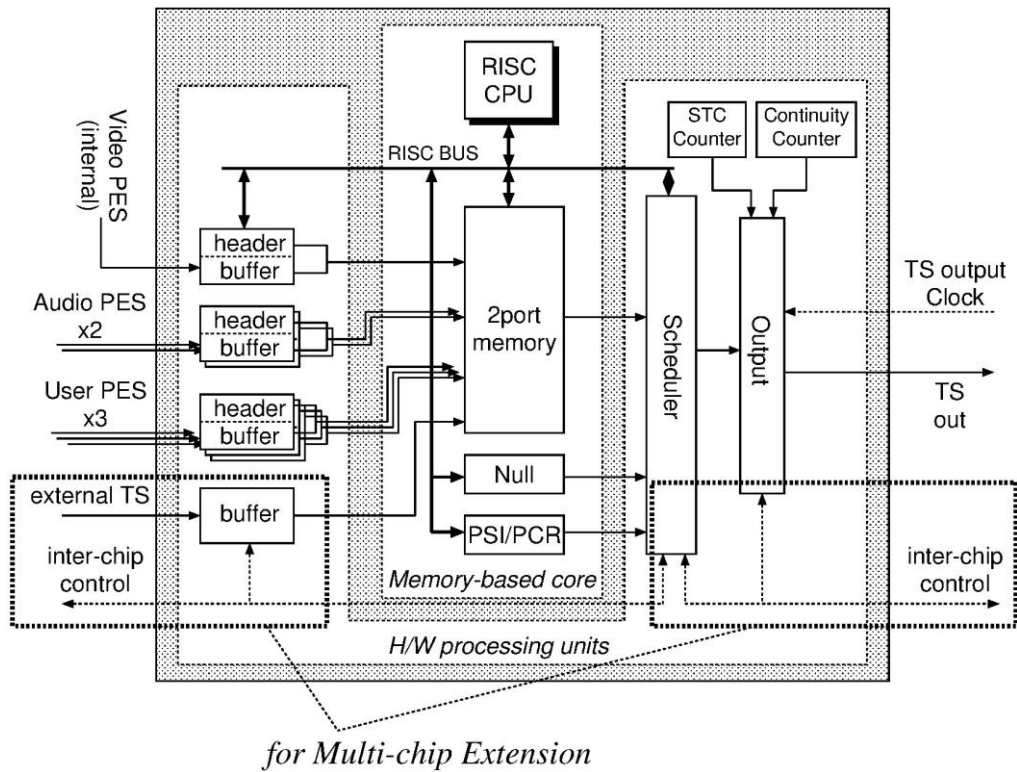 RISC
CPU
STC
Counter
Continuity
Counter
Video PES
(internal)
RISC BUS
header
buffer
Audio PES
x2
header
buffer
User PES
x3
header
buffer
2port
memory
Scheduler
Output
TS output
Clock
TS
out
external TS
buffer
Null
PSI/PCR
inter-chip
control
Memory-based core
inter-chip
control
H/W processing units
for Multi-chip Extension